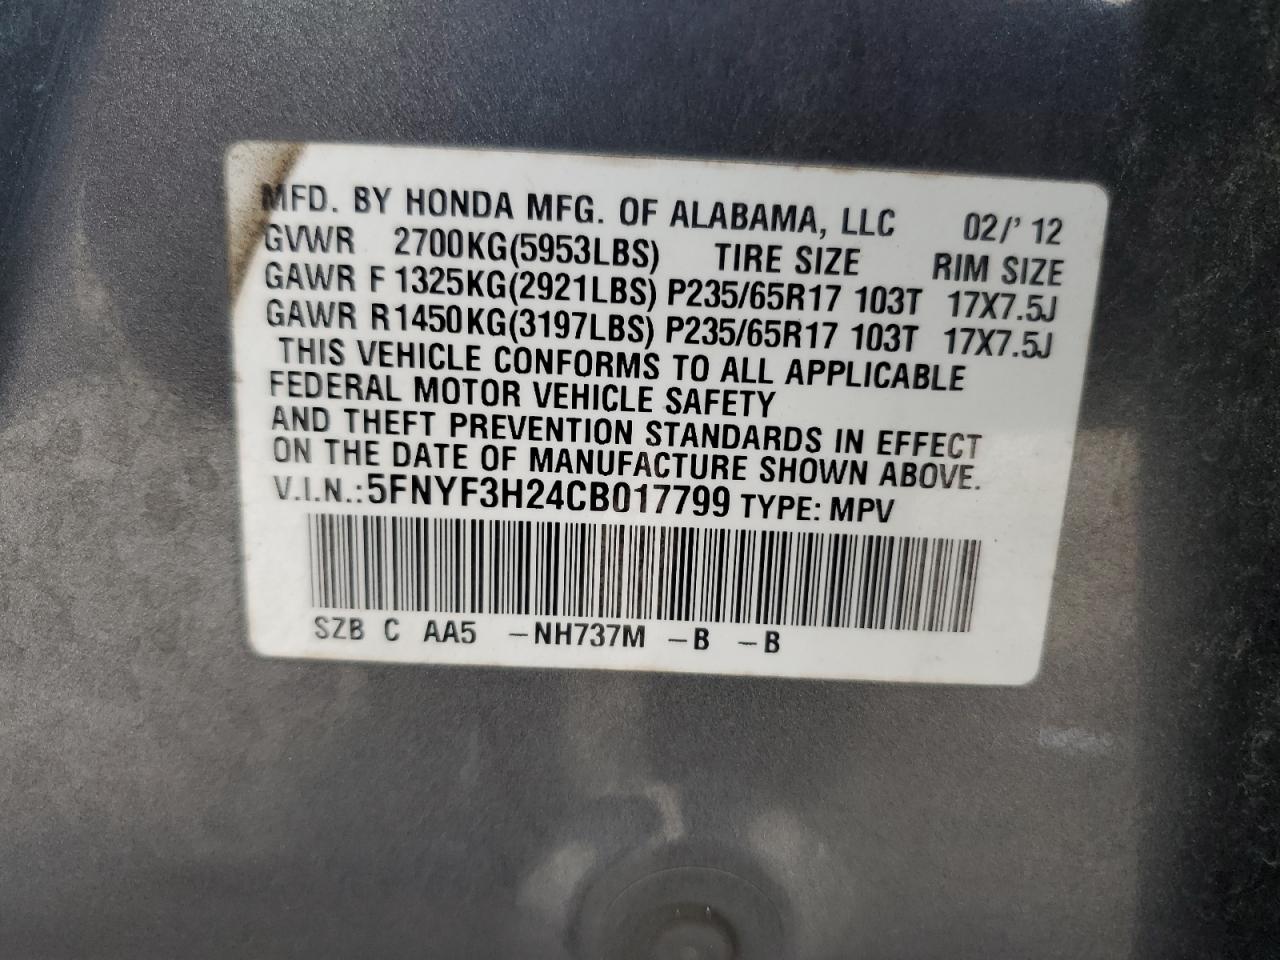 MFD. BY HONDA MFG. OF ALABAMA, LLC 02/' 12
GVWR 2700KG(5953LBS) TIRE SIZE RIM SIZE
GAWR F 1325KG(2921LBS) P235/65R17 103T 17X7.5J
GAWR R1450KG(3197LBS) P235/65R17 103T 17X7.5J
THIS VEHICLE CONFORMS TO ALL APPLICABLE
FEDERAL MOTOR VEHICLE SAFETY
AND THEFT PREVENTION STANDARDS IN EFFECT
ON THE DATE OF MANUFACTURE SHOWN ABOVE.
V.I.N.:5FNYF3H24CB017799 TYPE: MPV
SZB C AA5 -NH737M -B -B